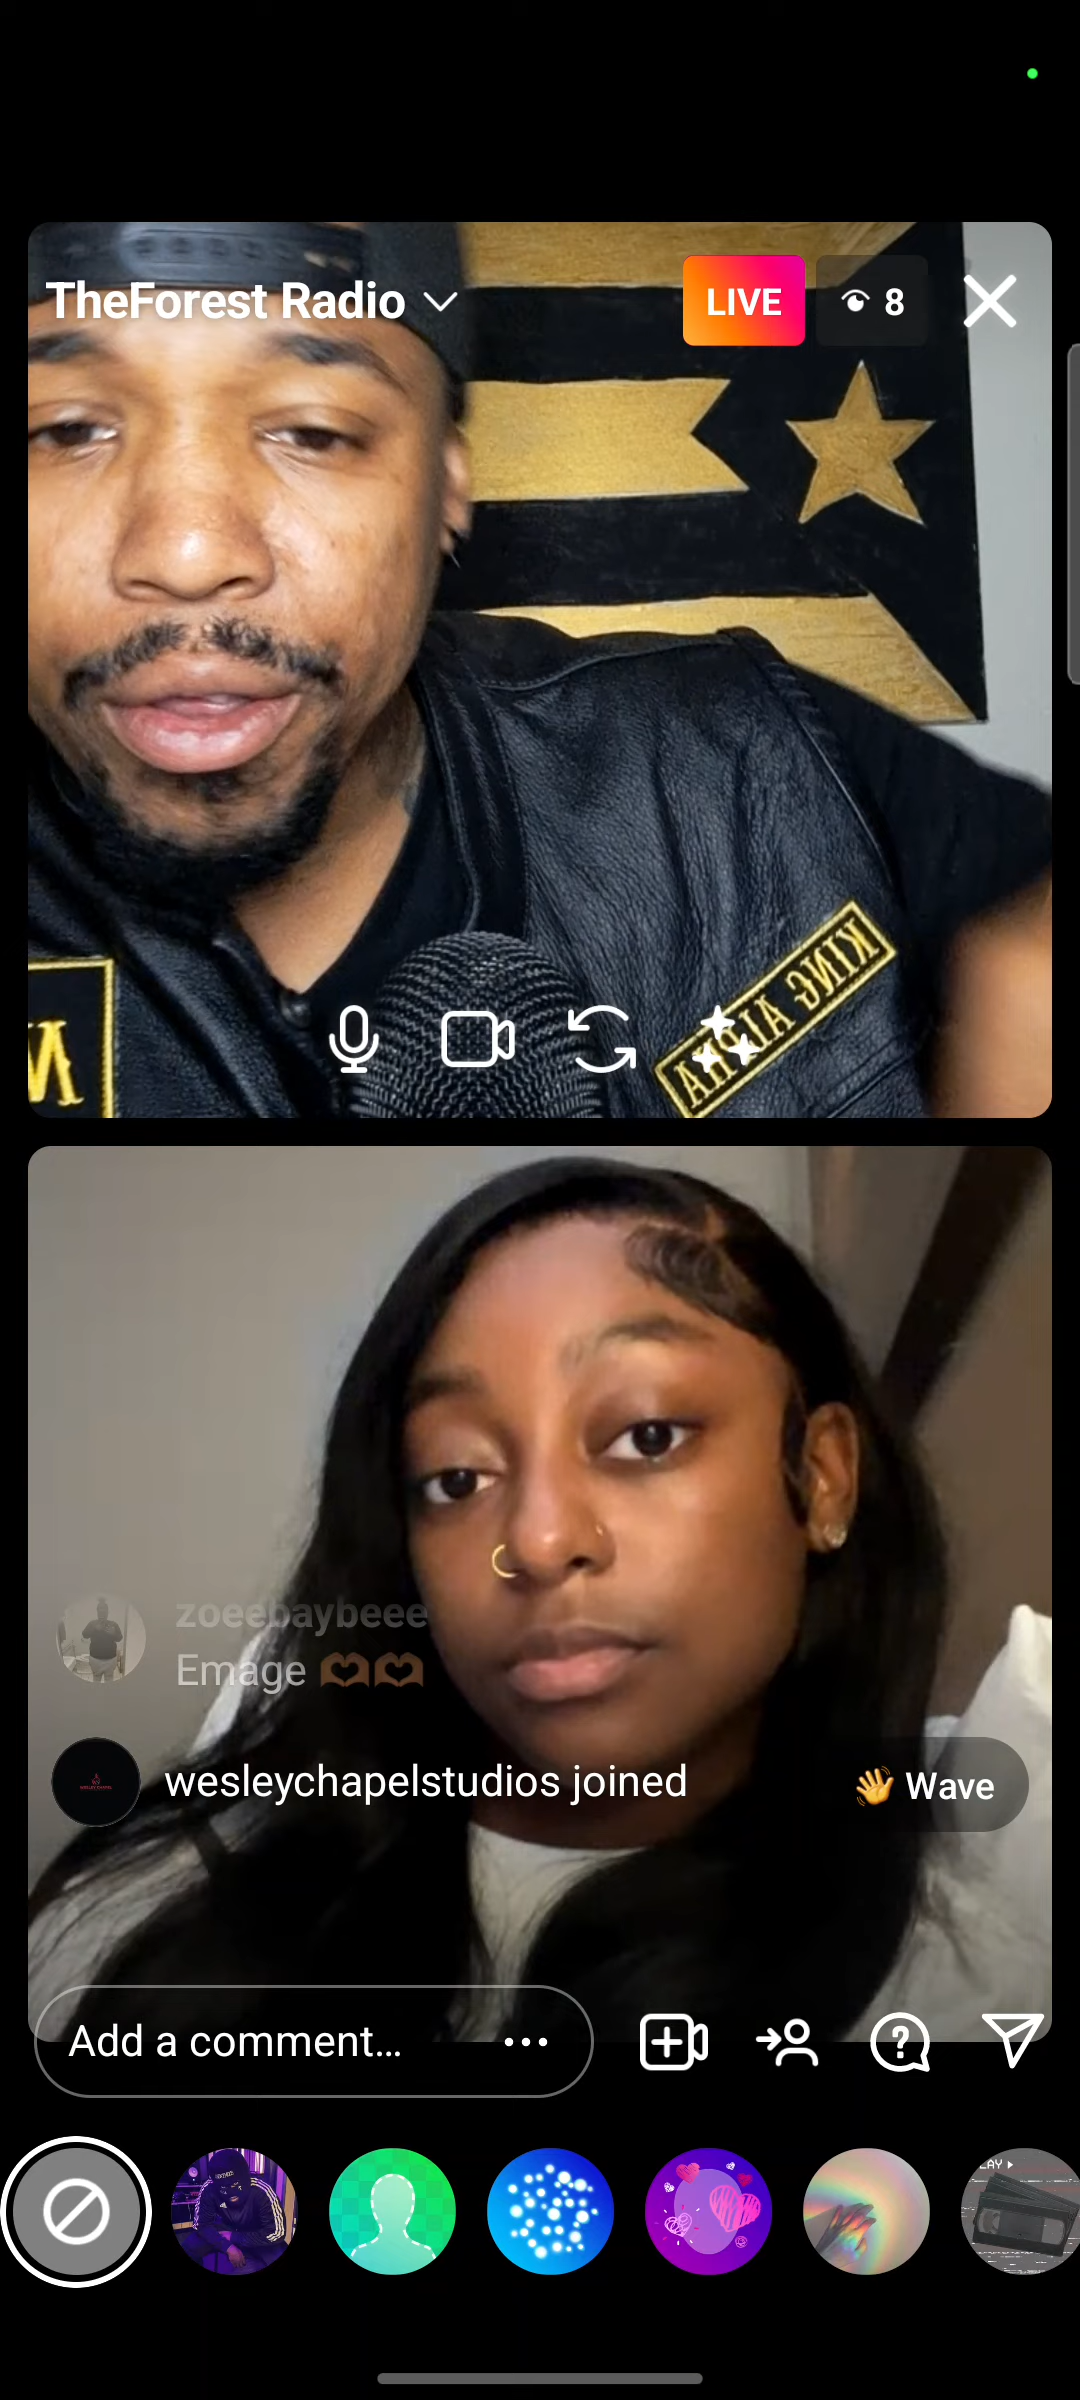 TheForest Radio
LIVE
8
KING ALPHA
zoeebaybeee
Emage 🫶🏾🫶🏾
wesleychapelstudios joined
👋 Wave
Add a comment...